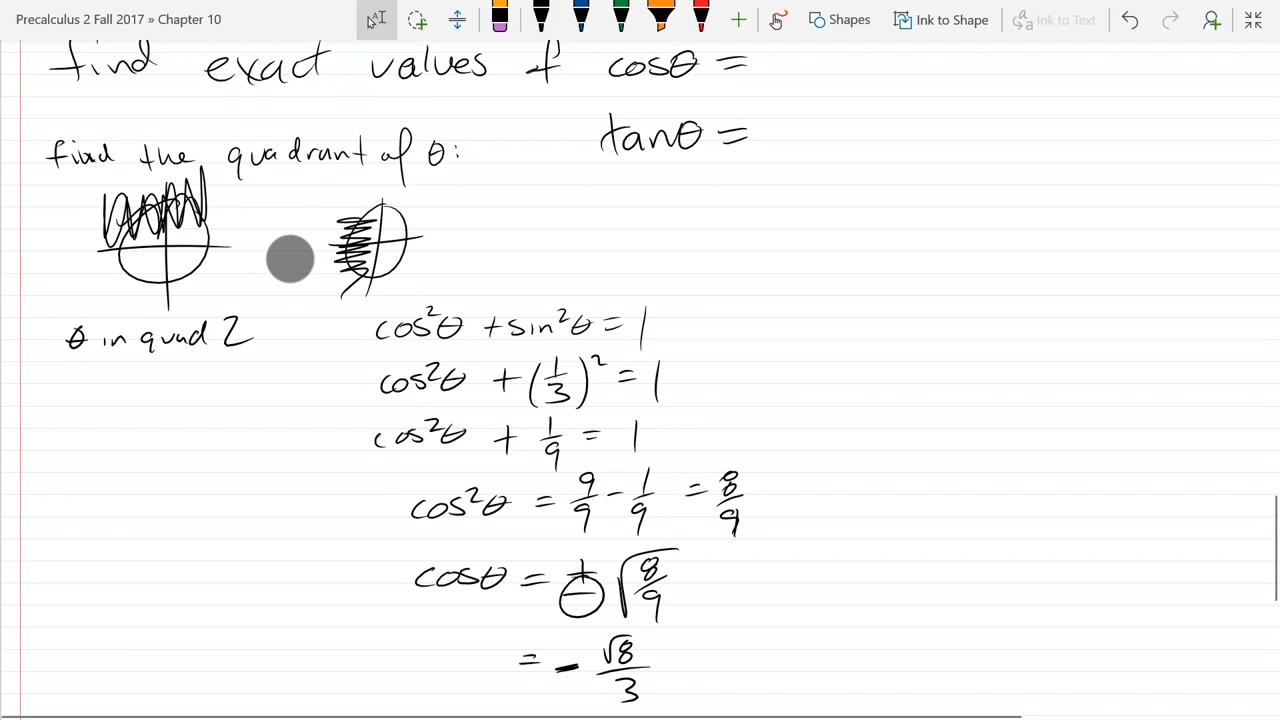 Precalculus 2 Fall 2017 » Chapter 10
Shapes
Ink to Shape
Ink to Text
find exact values if cosθ =
tanθ =
find the quadrant of θ:
θ in quad 2
cos²θ + sin²θ = 1
cos²θ + (1/3)² = 1
cos²θ + 1/9 = 1
cos²θ = 9/9 - 1/9 = 8/9
cosθ = ± √(8/9)
= - √8/3